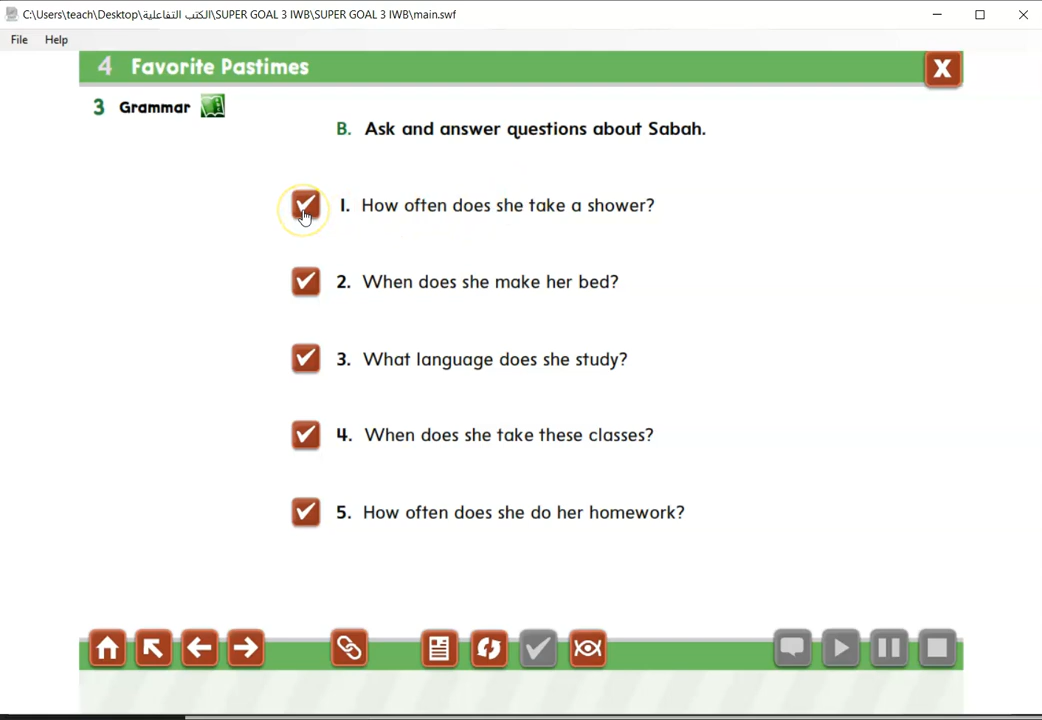 C:\Users\teach\Desktop\الكتب التفاعلية\SUPER GOAL 3 IWB\SUPER GOAL 3 IWB\main.swf
File Help
4 Favorite Pastimes
X
3 Grammar
B. Ask and answer questions about Sabah.
1. How often does she take a shower?
2. When does she make her bed?
3. What language does she study?
4. When does she take these classes?
5. How often does she do her homework?